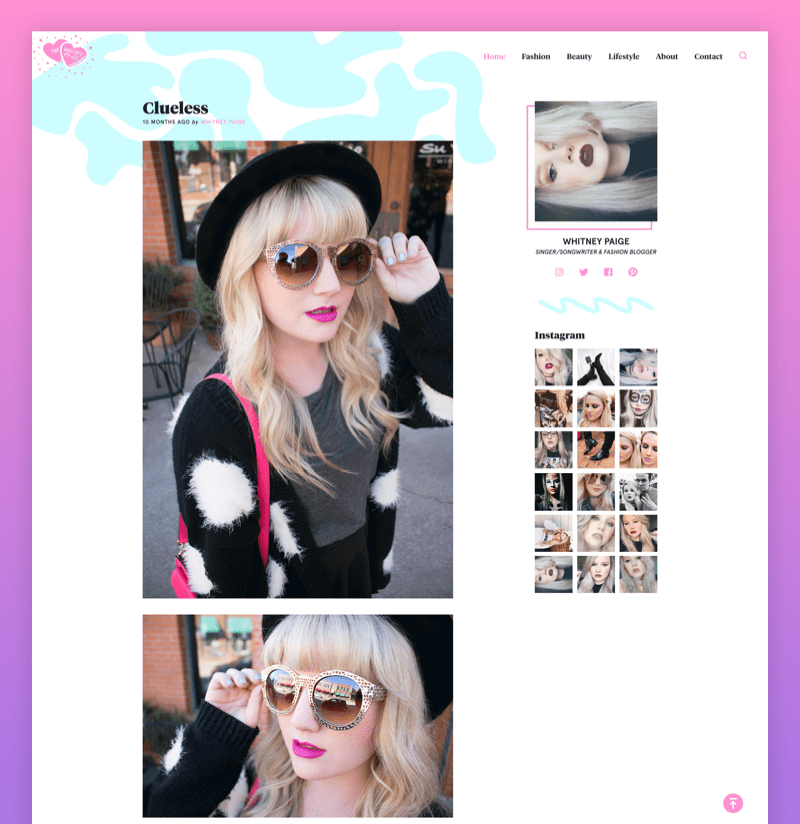 Home Fashion Beauty Lifestyle About Contact
Clueless
10 MONTHS AGO by WHITNEY PAIGE
WHITNEY PAIGE
SINGER/SONGWRITER & FASHION BLOGGER
Instagram